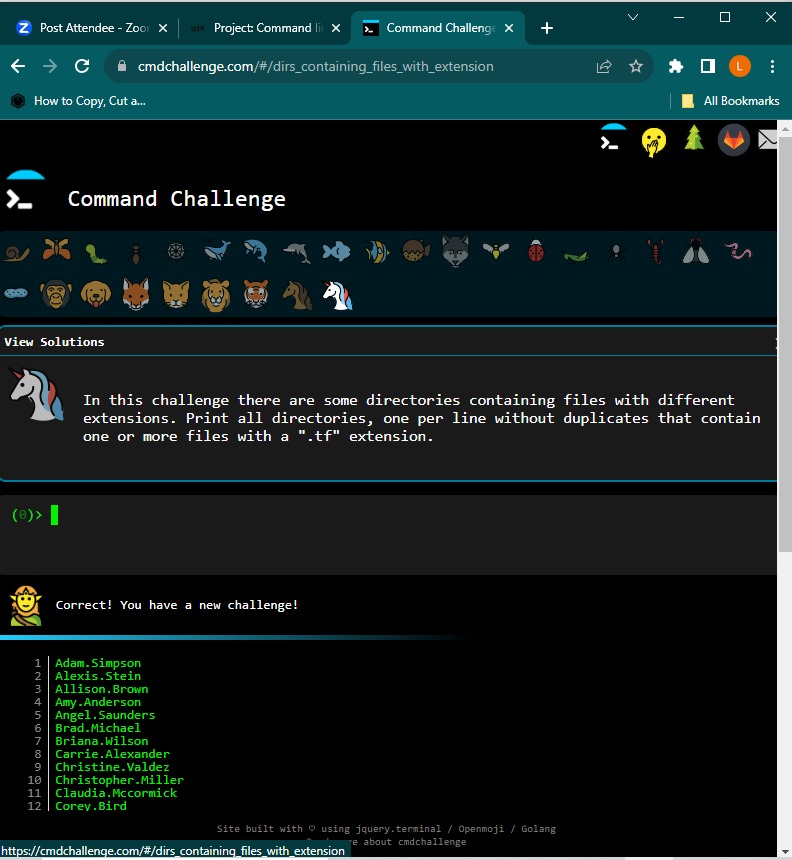 Post Attendee - Zoom
Project: Command li
Command Challenge
cmdchallenge.com/#/dirs_containing_files_with_extension
L
How to Copy, Cut a...
All Bookmarks
Command Challenge
View Solutions
In this challenge there are some directories containing files with different
extensions. Print all directories, one per line without duplicates that contain
one or more files with a ".tf" extension.
(0)>
Correct! You have a new challenge!
1 Adam.Simpson
2 Alexis.Stein
3 Allison.Brown
4 Amy.Anderson
5 Angel.Saunders
6 Brad.Michael
7 Briana.Wilson
8 Carrie.Alexander
9 Christine.Valdez
10 Christopher.Miller
11 Claudia.Mccormick
12 Corey.Bird
Site built with ♡ using jquery.terminal / Openmoji / Golang
about cmdchallenge
https://cmdchallenge.com/#/dirs_containing_files_with_extension